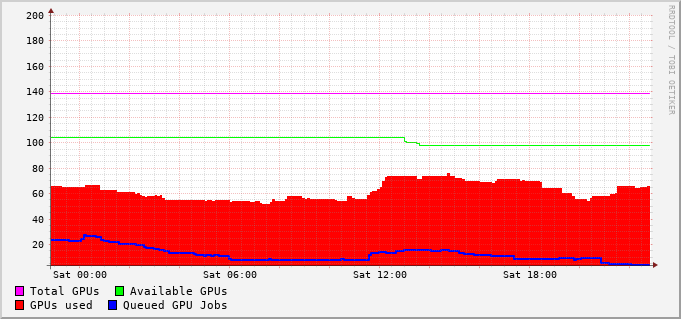 200
180
160
140
120
100
80
60
40
20
Sat 00:00 Sat 06:00 Sat 12:00 Sat 18:00
Total GPUs Available GPUs
GPUs used Queued GPU Jobs
RRDTOOL / TOBI OETIKER